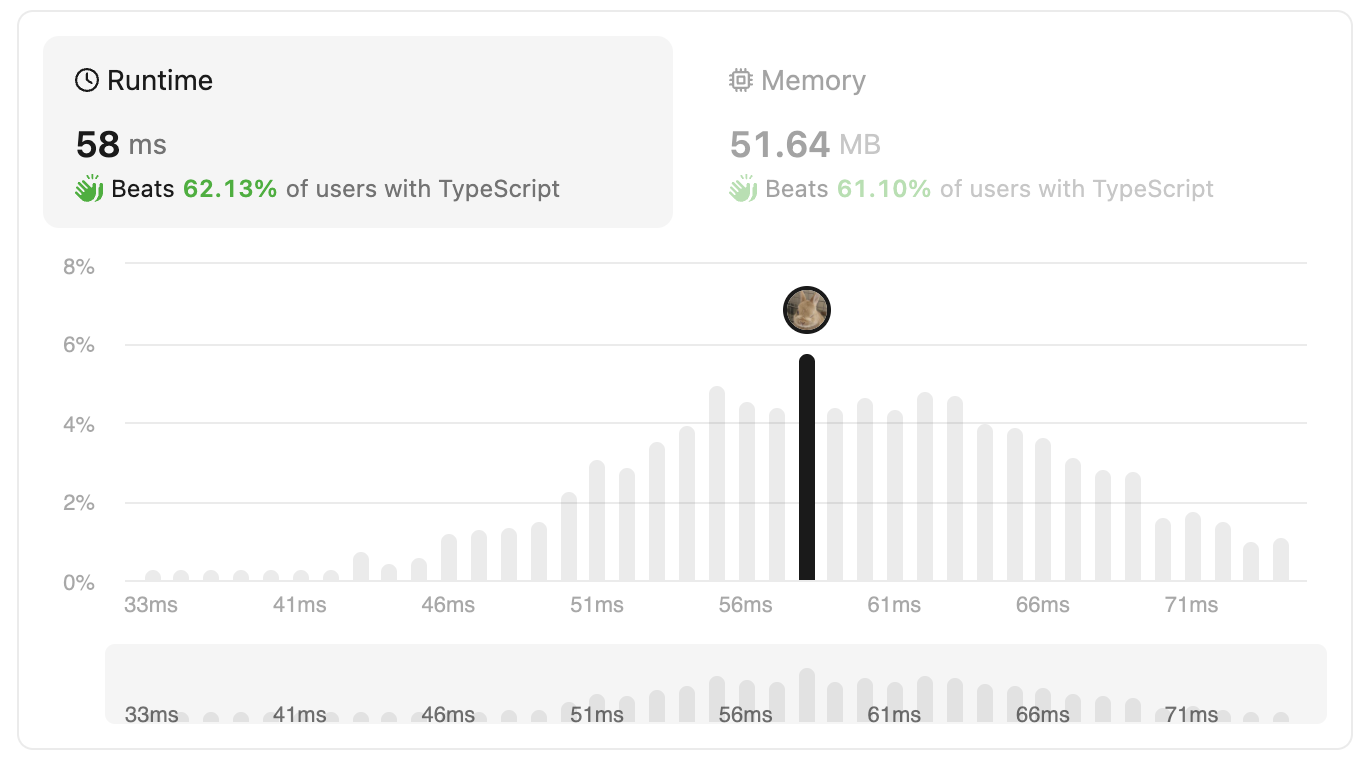 Runtime
58 ms
Beats 62.13% of users with TypeScript
Memory
51.64 MB
Beats 61.10% of users with TypeScript
8%
6%
4%
2%
0%
33ms 41ms 46ms 51ms 56ms 61ms 66ms 71ms
33ms 41ms 46ms 51ms 56ms 61ms 66ms 71ms